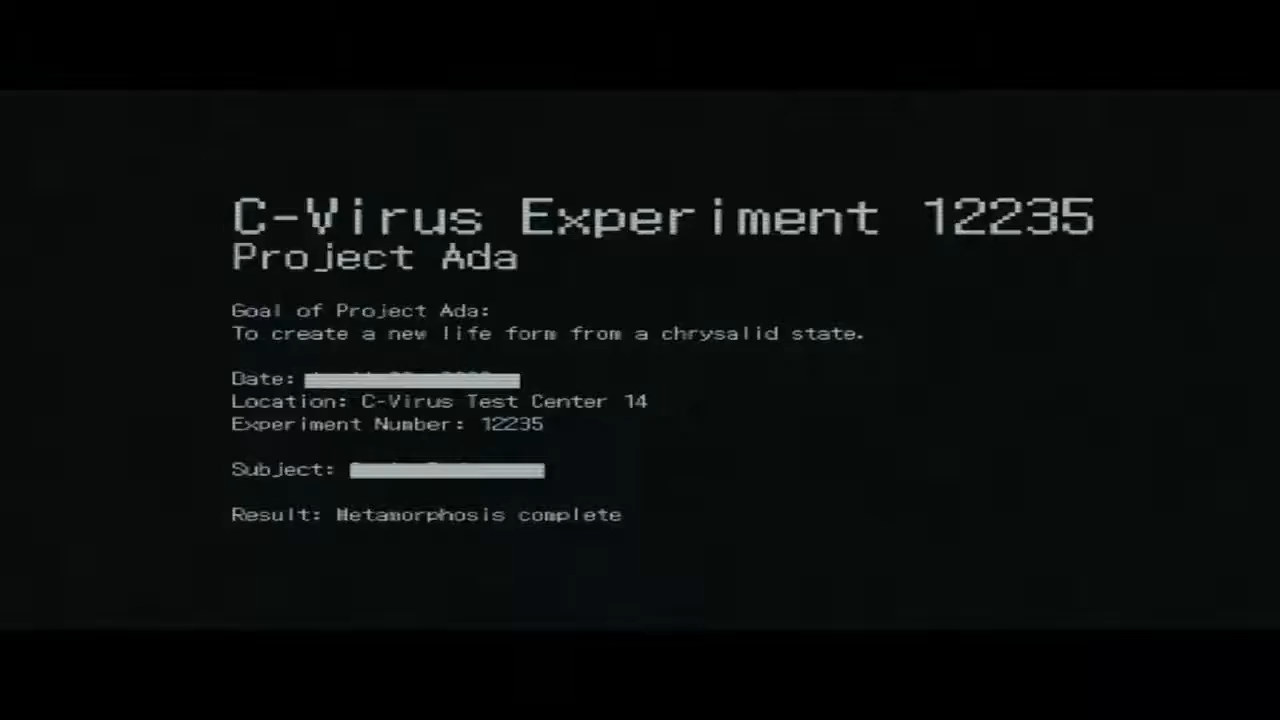 C-Virus Experiment 12235
Project Ada
Goal of Project Ada:
To create a new life form from a chrysalid state.
Date:
Location: C-Virus Test Center 14
Experiment Number: 12235
Subject:
Result: Metamorphosis complete